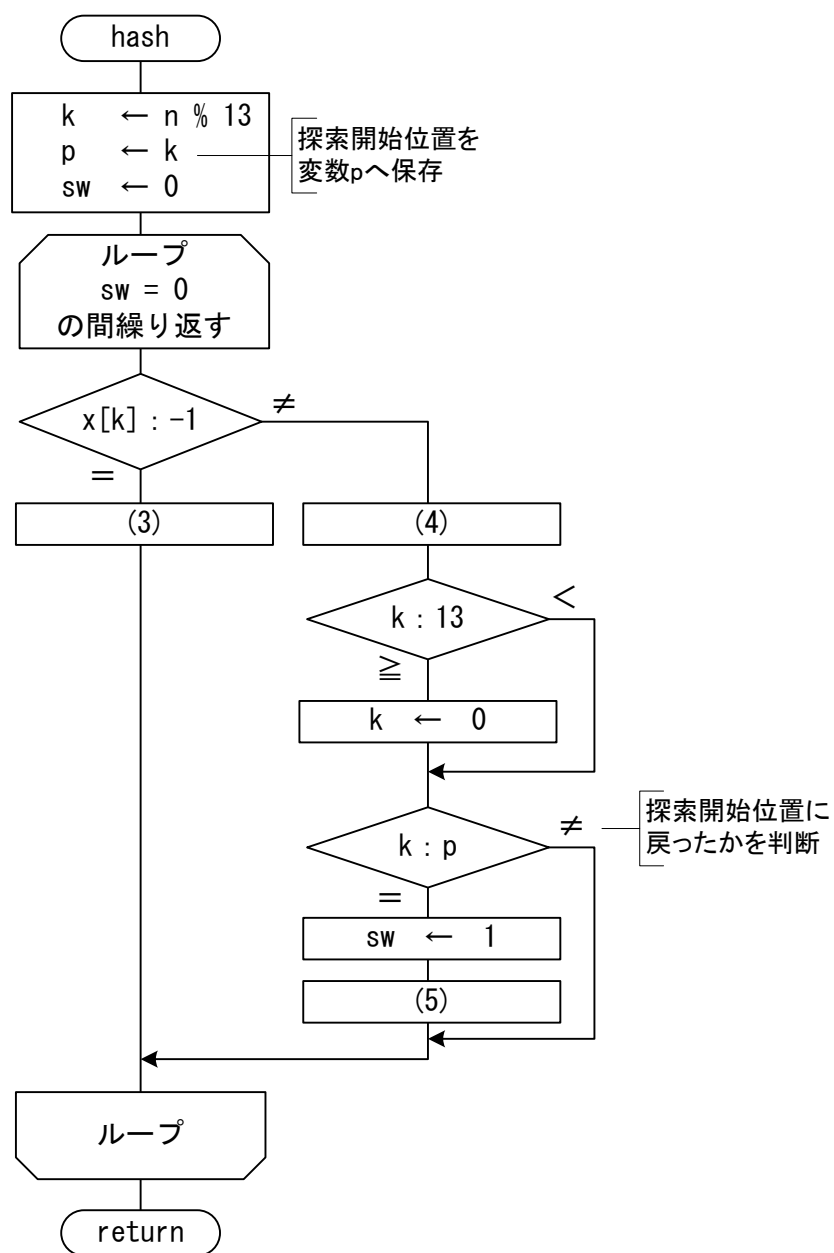 hash
k ← n % 13
p ← k
sw ← 0
探索開始位置を
変数pへ保存
ループ
sw = 0
の間繰り返す
x[k] : -1
≠
=
(3)
(4)
k : 13
<
≧
k ← 0
k : p
≠
探索開始位置に
戻ったかを判断
=
sw ← 1
(5)
ループ
return